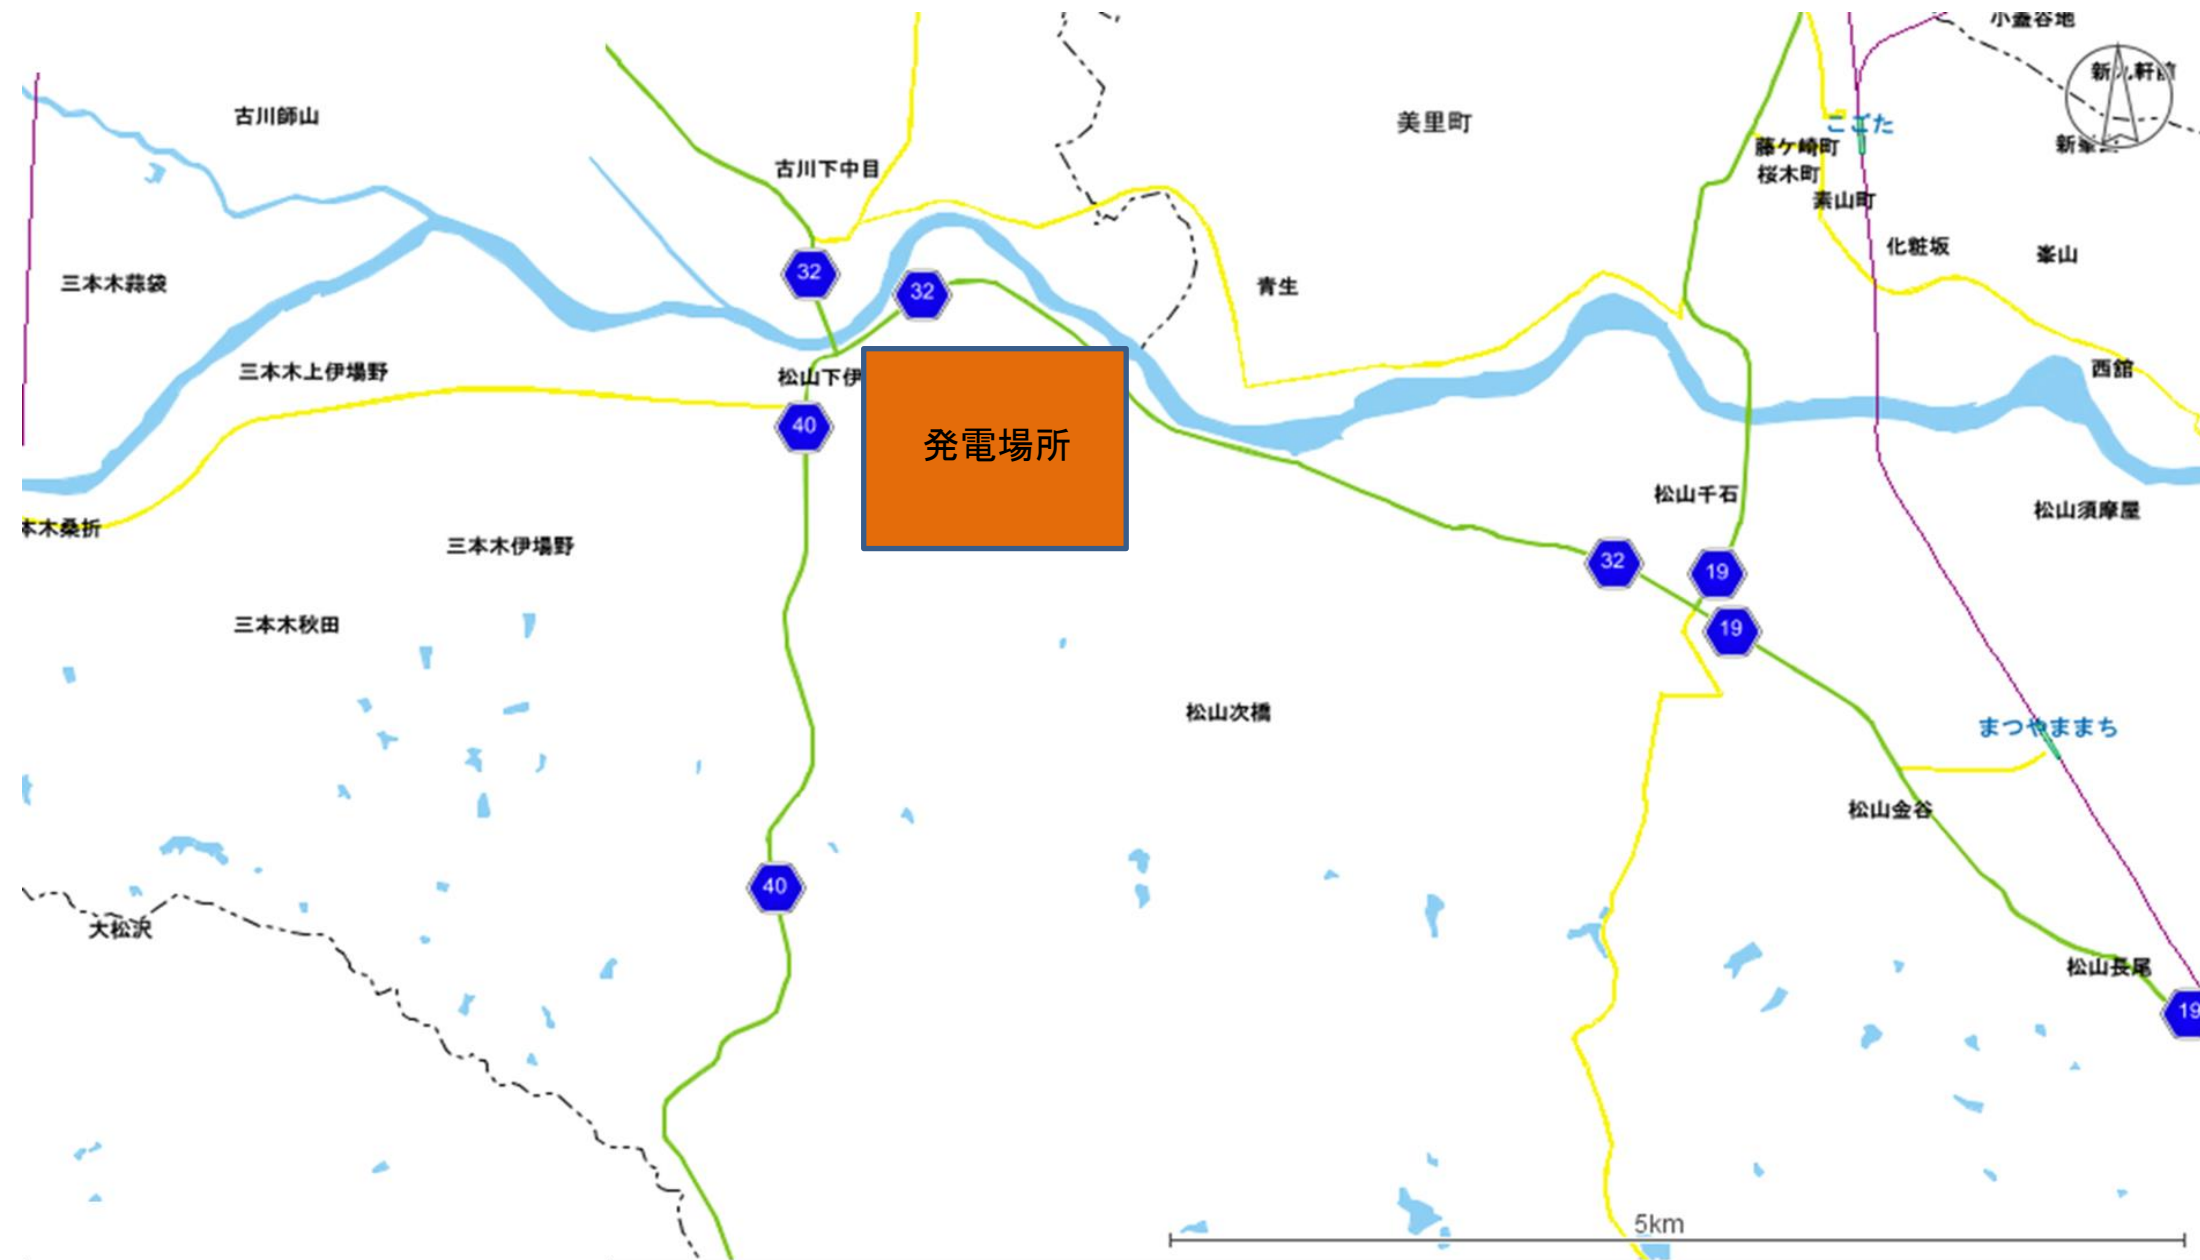 小蓋谷地
古川師山
古川下中目
美里町
こごた
藤ケ崎町
桜木町
素山町
化粧坂
峯山
三本木蒜袋
32
32
青生
三本木上伊場野
松山下伊
40
発電場所
西舘
松山千石
松山須摩屋
本木桑折
三本木伊場野
32
19
19
三本木秋田
松山次橋
まつやままち
松山金谷
40
大松沢
松山長尾
19
5km